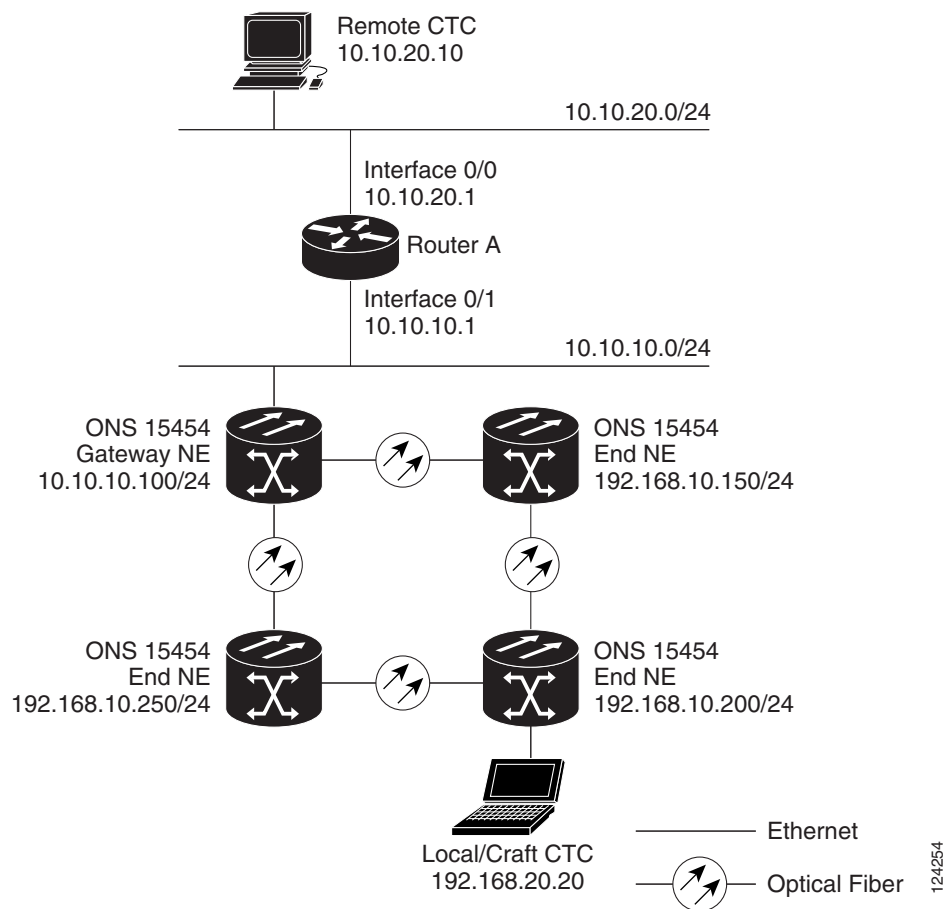 Remote CTC
10.10.20.10
10.10.20.0/24
Interface 0/0
10.10.20.1
Router A
Interface 0/1
10.10.10.1
10.10.10.0/24
ONS 15454
Gateway NE
10.10.10.100/24
ONS 15454
End NE
192.168.10.150/24
ONS 15454
End NE
192.168.10.250/24
ONS 15454
End NE
192.168.10.200/24
Local/Craft CTC
192.168.20.20
Ethernet
Optical Fiber
124254